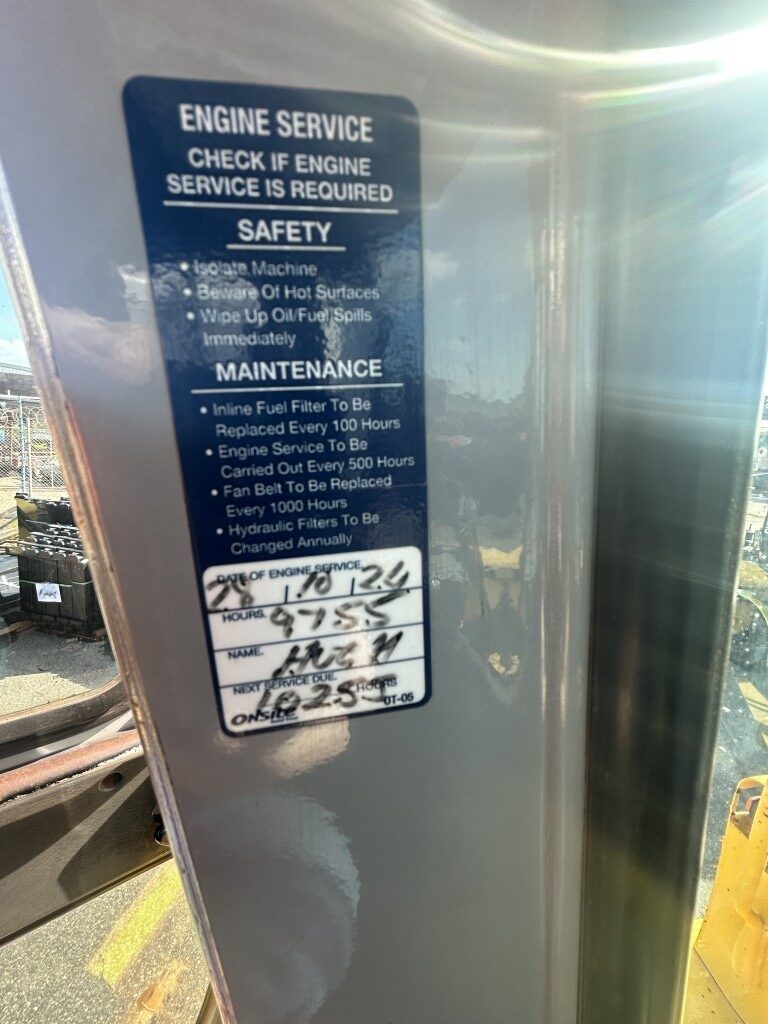 ENGINE SERVICE
CHECK IF ENGINE
SERVICE IS REQUIRED
SAFETY
• Isolate Machine
• Beware Of Hot Surfaces
• Wipe Up Oil/Fuel Spills
Immediately
MAINTENANCE
• Inline Fuel Filter To Be
Replaced Every 100 Hours
• Engine Service To Be
Carried Out Every 500 Hours
• Fan Belt To Be Replaced
Every 1000 Hours
• Hydraulic Filters To Be
Changed Annually
DATE OF ENGINE SERVICE
28 / 10 / 24
HOURS. 9755
NAME. HUGH
NEXT SERVICE DUE. HOURS
10255
ONSITE OT-05